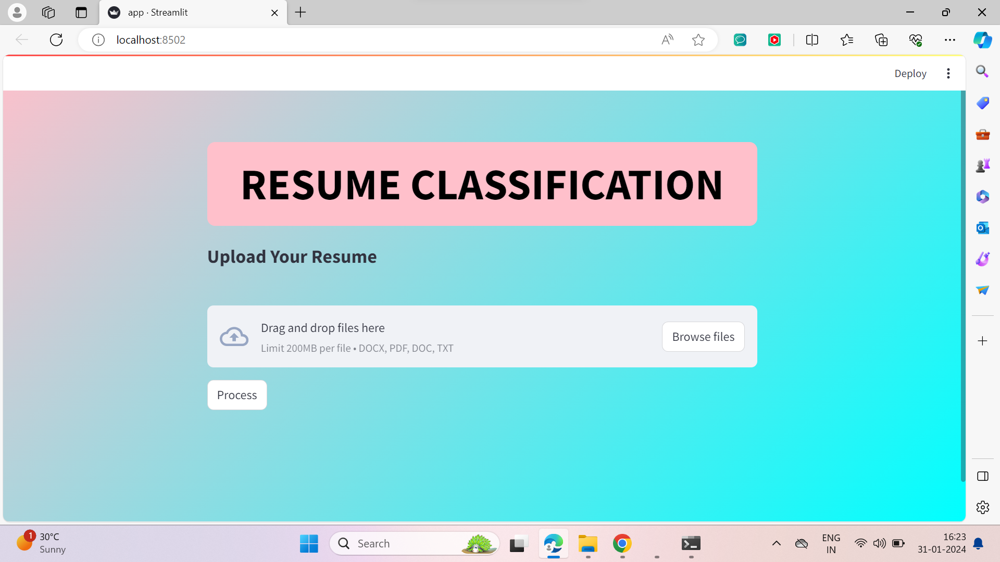 app · Streamlit
localhost:8502
Deploy
RESUME CLASSIFICATION
Upload Your Resume
Drag and drop files here
Limit 200MB per file • DOCX, PDF, DOC, TXT
Browse files
Process
1
30°C
Sunny
Search
ENG
IN
16:23
31-01-2024